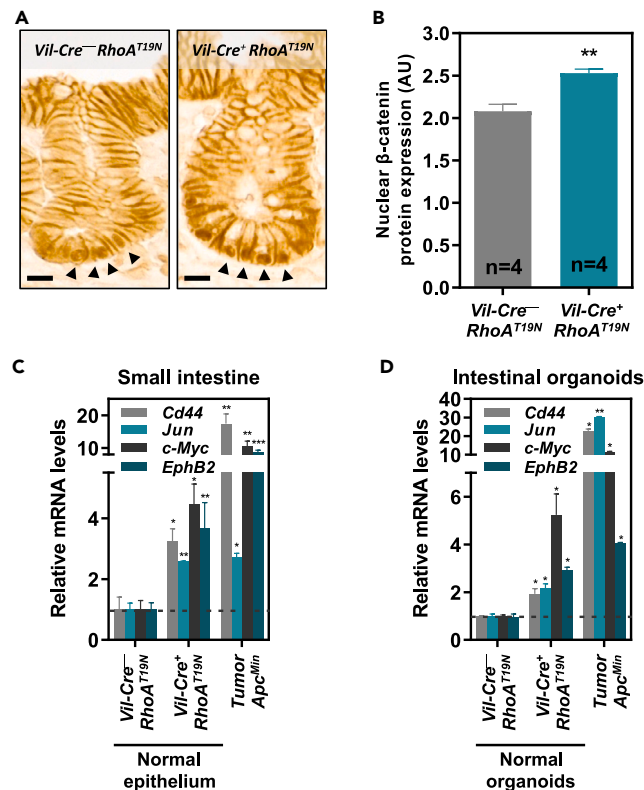 A
Vil-Cre— RhoA^T19N
Vil-Cre+ RhoA^T19N
B
Nuclear β-catenin
protein expression (AU)
3.0
2.5
2.0
1.5
1.0
0.5
0.0
**
n=4
n=4
Vil-Cre—
RhoA^T19N
Vil-Cre+
RhoA^T19N
C
Small intestine
Relative mRNA levels
20
10
4
2
0
Cd44
Jun
c-Myc
EphB2
*
**
*
**
**
*
**
***
Vil-Cre—
RhoA^T19N
Vil-Cre+
RhoA^T19N
Tumor
Apc^Min
Normal
epithelium
D
Intestinal organoids
Relative mRNA levels
40
30
20
10
6
4
2
0
Cd44
Jun
c-Myc
EphB2
*
*
*
*
*
**
*
*
Vil-Cre—
RhoA^T19N
Vil-Cre+
RhoA^T19N
Tumor
Apc^Min
Normal
organoids